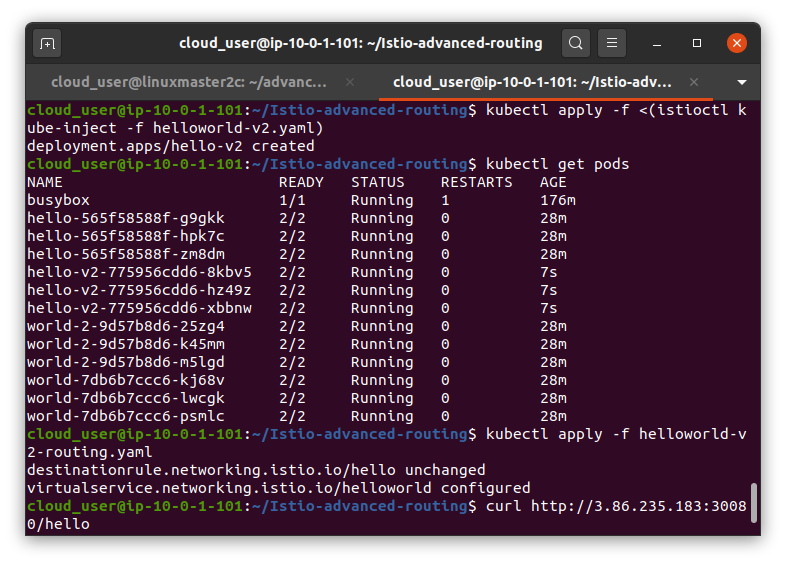 cloud_user@ip-10-0-1-101: ~/Istio-advanced-routing
cloud_user@linuxmaster2c: ~/advanc... × cloud_user@ip-10-0-1-101: ~/Istio-adv... ×
cloud_user@ip-10-0-1-101:~/Istio-advanced-routing$ kubectl apply -f <(istioctl k
ube-inject -f helloworld-v2.yaml)
deployment.apps/hello-v2 created
cloud_user@ip-10-0-1-101:~/Istio-advanced-routing$ kubectl get pods
NAME                     READY   STATUS    RESTARTS   AGE
busybox                  1/1     Running   1          176m
hello-565f58588f-g9gkk   2/2     Running   0          28m
hello-565f58588f-hpk7c   2/2     Running   0          28m
hello-565f58588f-zm8dm   2/2     Running   0          28m
hello-v2-775956cdd6-8kbv5   2/2     Running   0          7s
hello-v2-775956cdd6-hz49z   2/2     Running   0          7s
hello-v2-775956cdd6-xbbnw   2/2     Running   0          7s
world-2-9d57b8d6-25zg4   2/2     Running   0          28m
world-2-9d57b8d6-k45mm   2/2     Running   0          28m
world-2-9d57b8d6-m5lgd   2/2     Running   0          28m
world-7db6b7ccc6-kj68v   2/2     Running   0          28m
world-7db6b7ccc6-lwcgk   2/2     Running   0          28m
world-7db6b7ccc6-psmlc   2/2     Running   0          28m
cloud_user@ip-10-0-1-101:~/Istio-advanced-routing$ kubectl apply -f helloworld-v
2-routing.yaml
destinationrule.networking.istio.io/hello unchanged
virtualservice.networking.istio.io/helloworld configured
cloud_user@ip-10-0-1-101:~/Istio-advanced-routing$ curl http://3.86.235.183:3008
0/hello